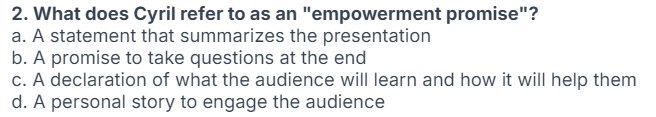 2. What does Cyril refer to as an "empowerment promise"?
a. A statement that summarizes the presentation
b. A promise to take questions at the end
c. A declaration of what the audience will learn and how it will help them
d. A personal story to engage the audience